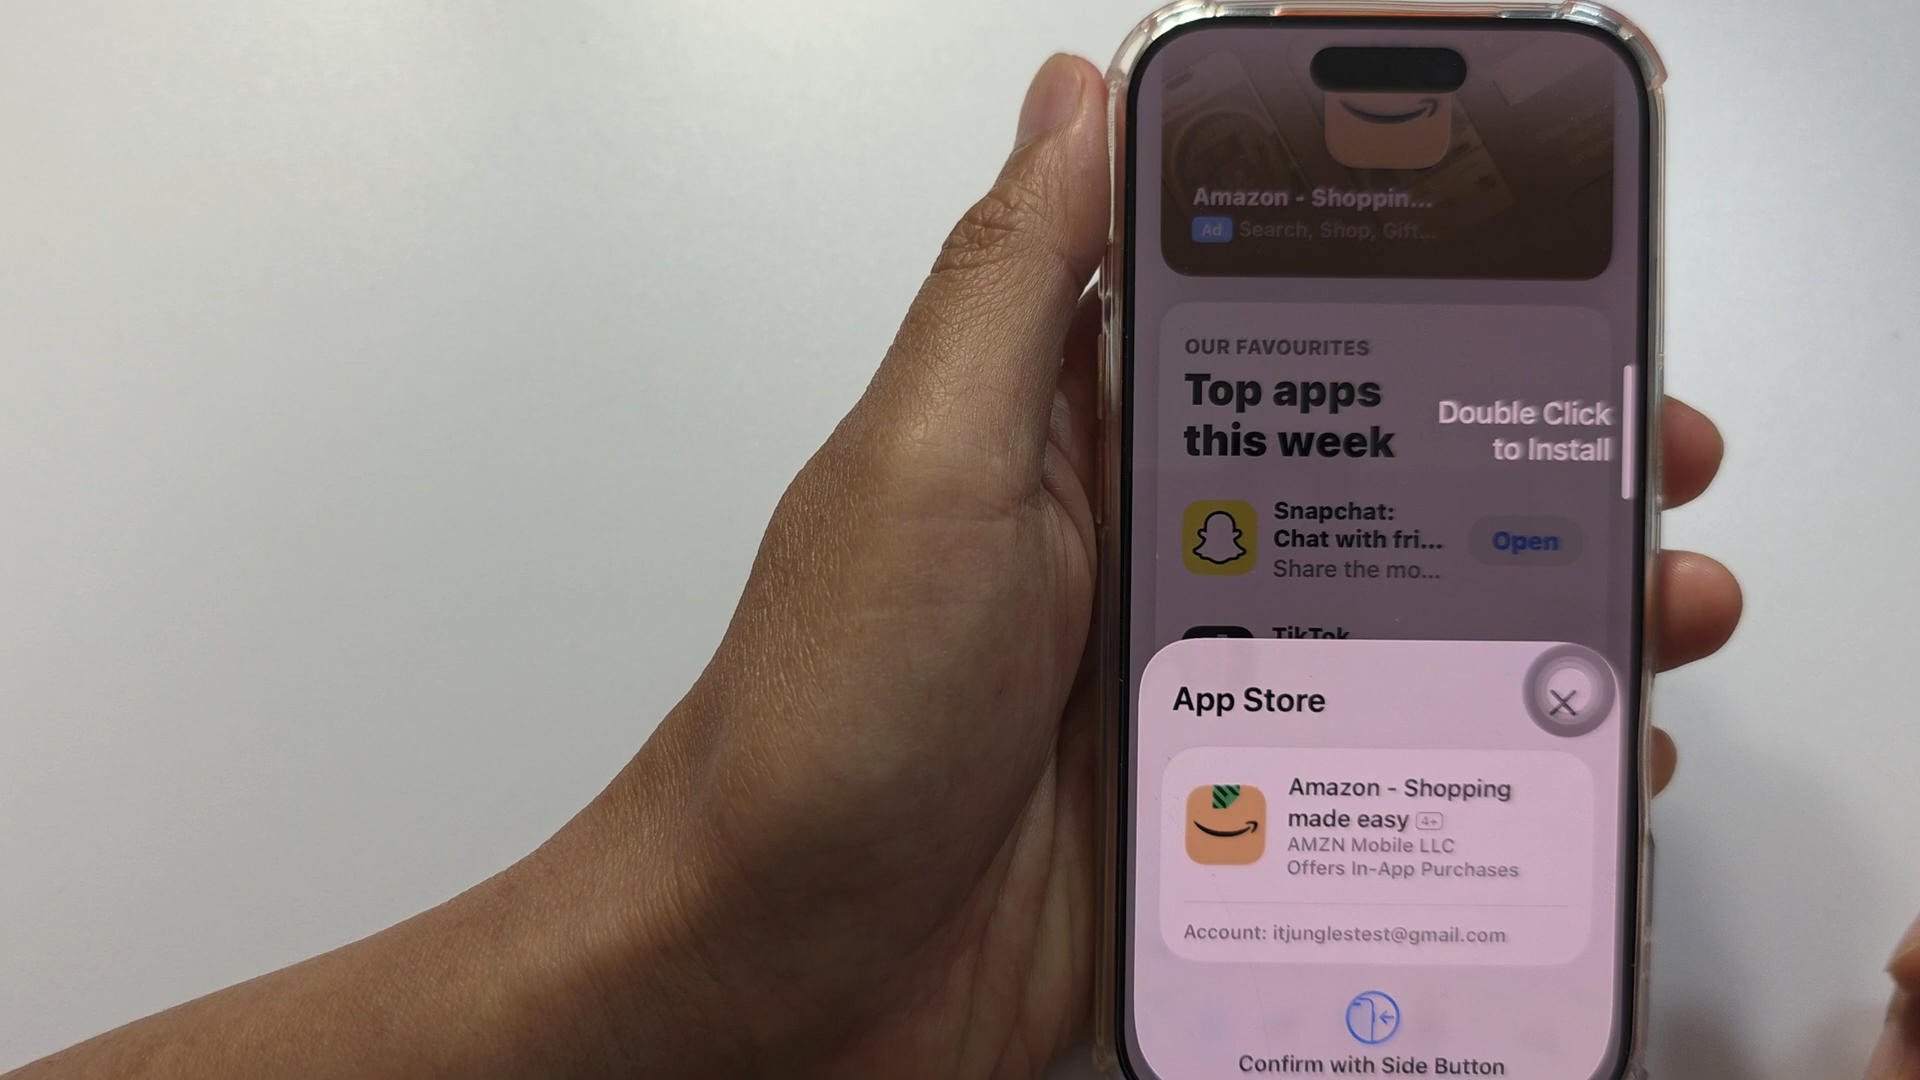 Amazon - Shoppin...
Ad Search, Shop, Gift...
OUR FAVOURITES
Top apps
this week
Double Click
to Install
Snapchat:
Chat with fri...
Share the mo...
Open
TikTok
App Store
Amazon - Shopping
made easy 4+
AMZN Mobile LLC
Offers In-App Purchases
Account: itjunglestest@gmail.com
Confirm with Side Button